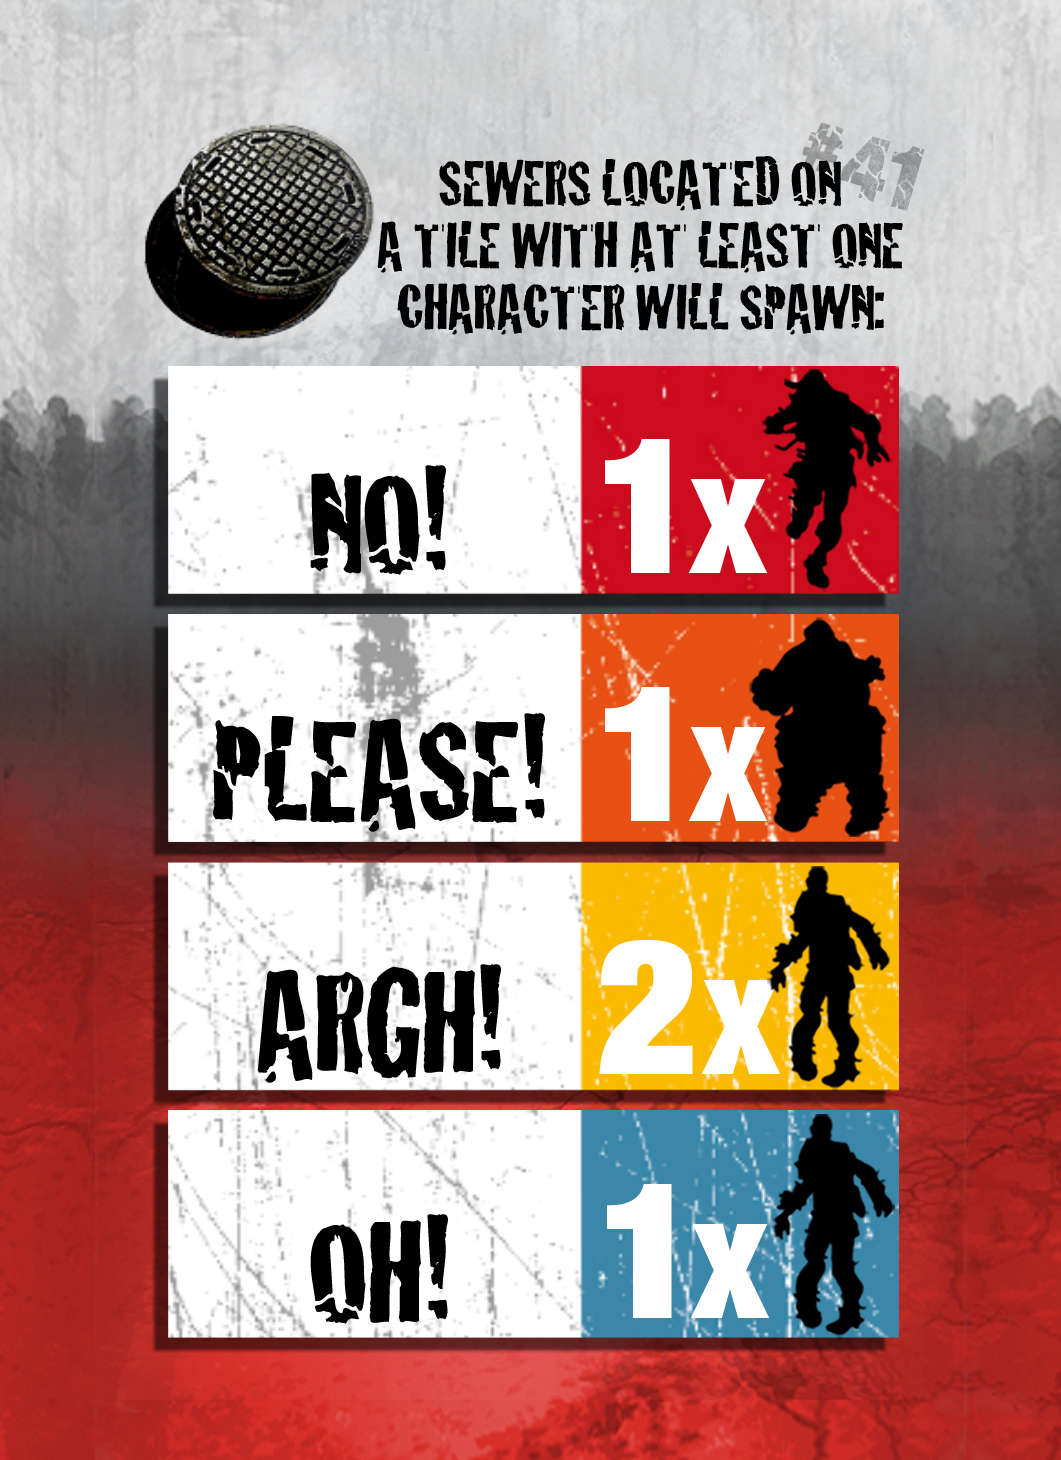 #41
SEWERS LOCATED ON
A TILE WITH AT LEAST ONE
CHARACTER WILL SPAWN:
NO!
1x
PLEASE!
1x
ARGH!
2x
OH!
1x